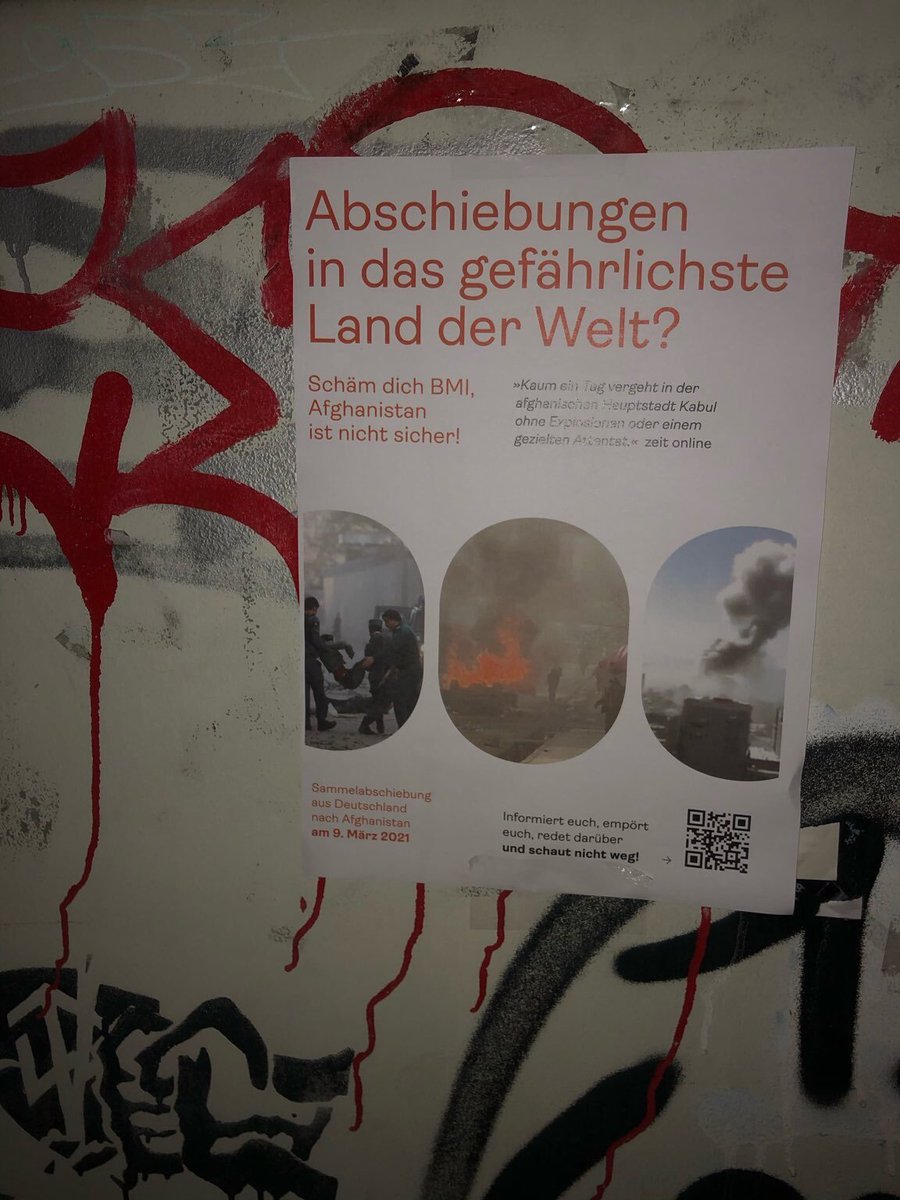 Abschiebungen
in das gefährlichste
Land der Welt?
Schäm dich BMI,
Afghanistan
ist nicht sicher!
»Kaum ein Tag vergeht in der
afghanischen Hauptstadt Kabul
ohne Explosionen oder einem
gezielten Attentat.« zeit online
Sammelabschiebung
aus Deutschland
nach Afghanistan
am 9. März 2021
Informiert euch, empört
euch, redet darüber
und schaut nicht weg! →